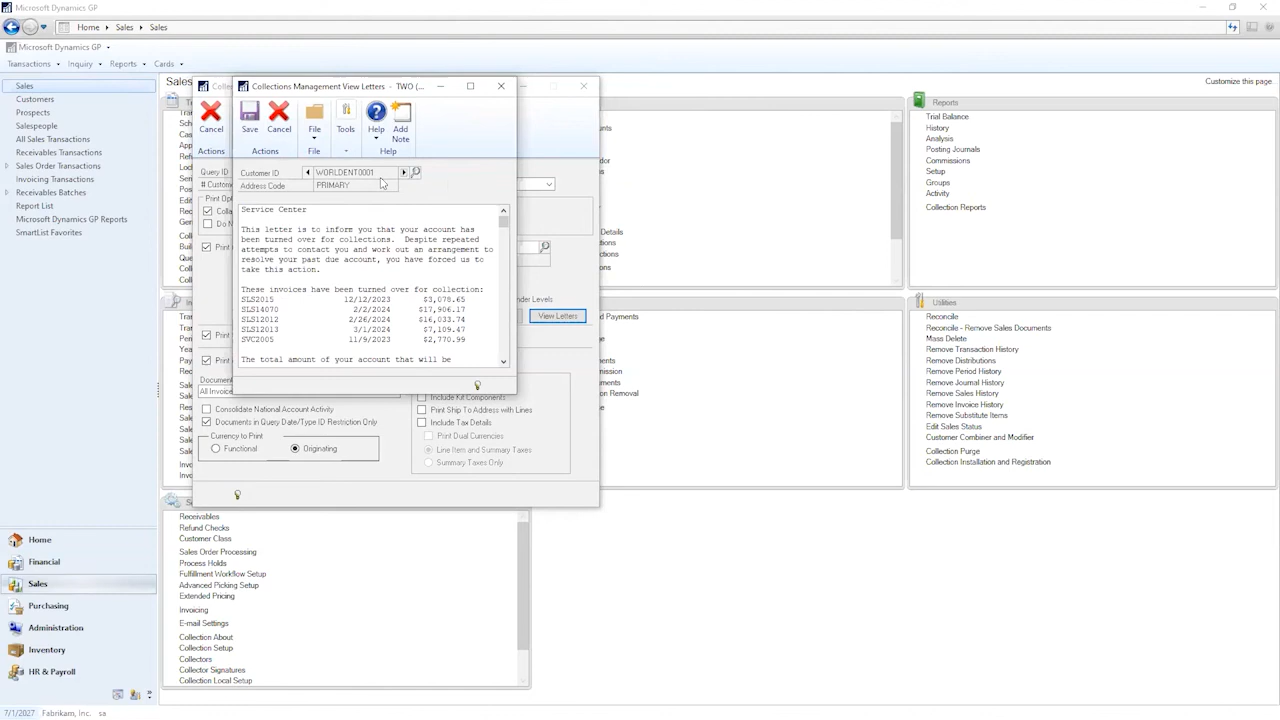 Microsoft Dynamics GP
Home
Sales
Sales
Microsoft Dynamics GP
Transactions
Inquiry
Reports
Cards
Customize this page.
Sales
Customers
Prospects
Salespeople
All Sales Transactions
Receivables Transactions
Sales Order Transactions
Invoicing Transactions
Receivables Batches
Report List
Microsoft Dynamics GP Reports
SmartList Favorites
Home
Financial
Sales
Purchasing
Administration
Inventory
HR & Payroll
7/1/2027 Fabrikam, Inc. sa
Collections Management View Letters - TWO (...
Cancel
Actions
Save
Cancel
Actions
File
File
Tools
Help
Add
Note
Help
Query ID
# Custome
Print Opti
Colla
Do N
Print
Print
Print
Customer ID
WORLDENT0001
Address Code
PRIMARY
Service Center
This letter is to inform you that your account has
been turned over for collections. Despite repeated
attempts to contact you and work out an arrangement to
resolve your past due account, you have forced us to
take this action.
These invoices have been turned over for collection:
SLS2015 12/12/2023 $3,078.65
SLS14070 2/2/2024 $17,906.17
SLS12012 2/26/2024 $16,033.74
SLS12013 3/1/2024 $7,109.47
SVC2005 11/9/2023 $2,770.99
The total amount of your account that will be
nder Levels
View Letters
Document
All Invoice
Consolidate National Account Activity
Documents in Query Date/Type ID Restriction Only
Currency to Print
Functional
Originating
Include Kit Components
Print Ship To Address with Lines
Include Tax Details
Print Dual Currencies
Line Item and Summary Taxes
Summary Taxes Only
Receivables
Refund Checks
Customer Class
Sales Order Processing
Process Holds
Fulfillment Workflow Setup
Advanced Picking Setup
Extended Pricing
Invoicing
E-mail Settings
Collection About
Collection Setup
Collectors
Collector Signatures
Collection Local Setup
Reports
Trial Balance
History
Analysis
Posting Journals
Commissions
Setup
Groups
Activity
Collection Reports
Utilities
Reconcile
Reconcile - Remove Sales Documents
Mass Delete
Remove Transaction History
Remove Distributions
Remove Period History
Remove Journal History
Remove Invoice History
Remove Substitute Items
Edit Sales Status
Customer Combiner and Modifier
Collection Purge
Collection Installation and Registration